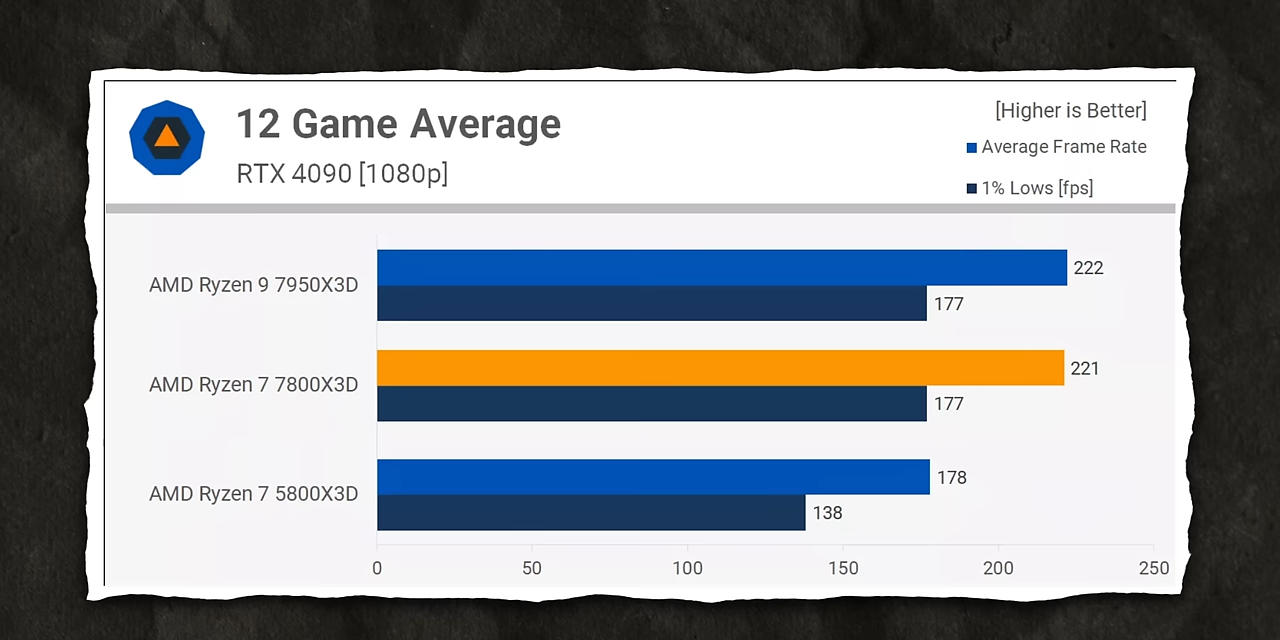 12 Game Average
RTX 4090 [1080p]
[Higher is Better]
Average Frame Rate
1% Lows [fps]
AMD Ryzen 9 7950X3D
222
177
AMD Ryzen 7 7800X3D
221
177
AMD Ryzen 7 5800X3D
178
138
0 50 100 150 200 250